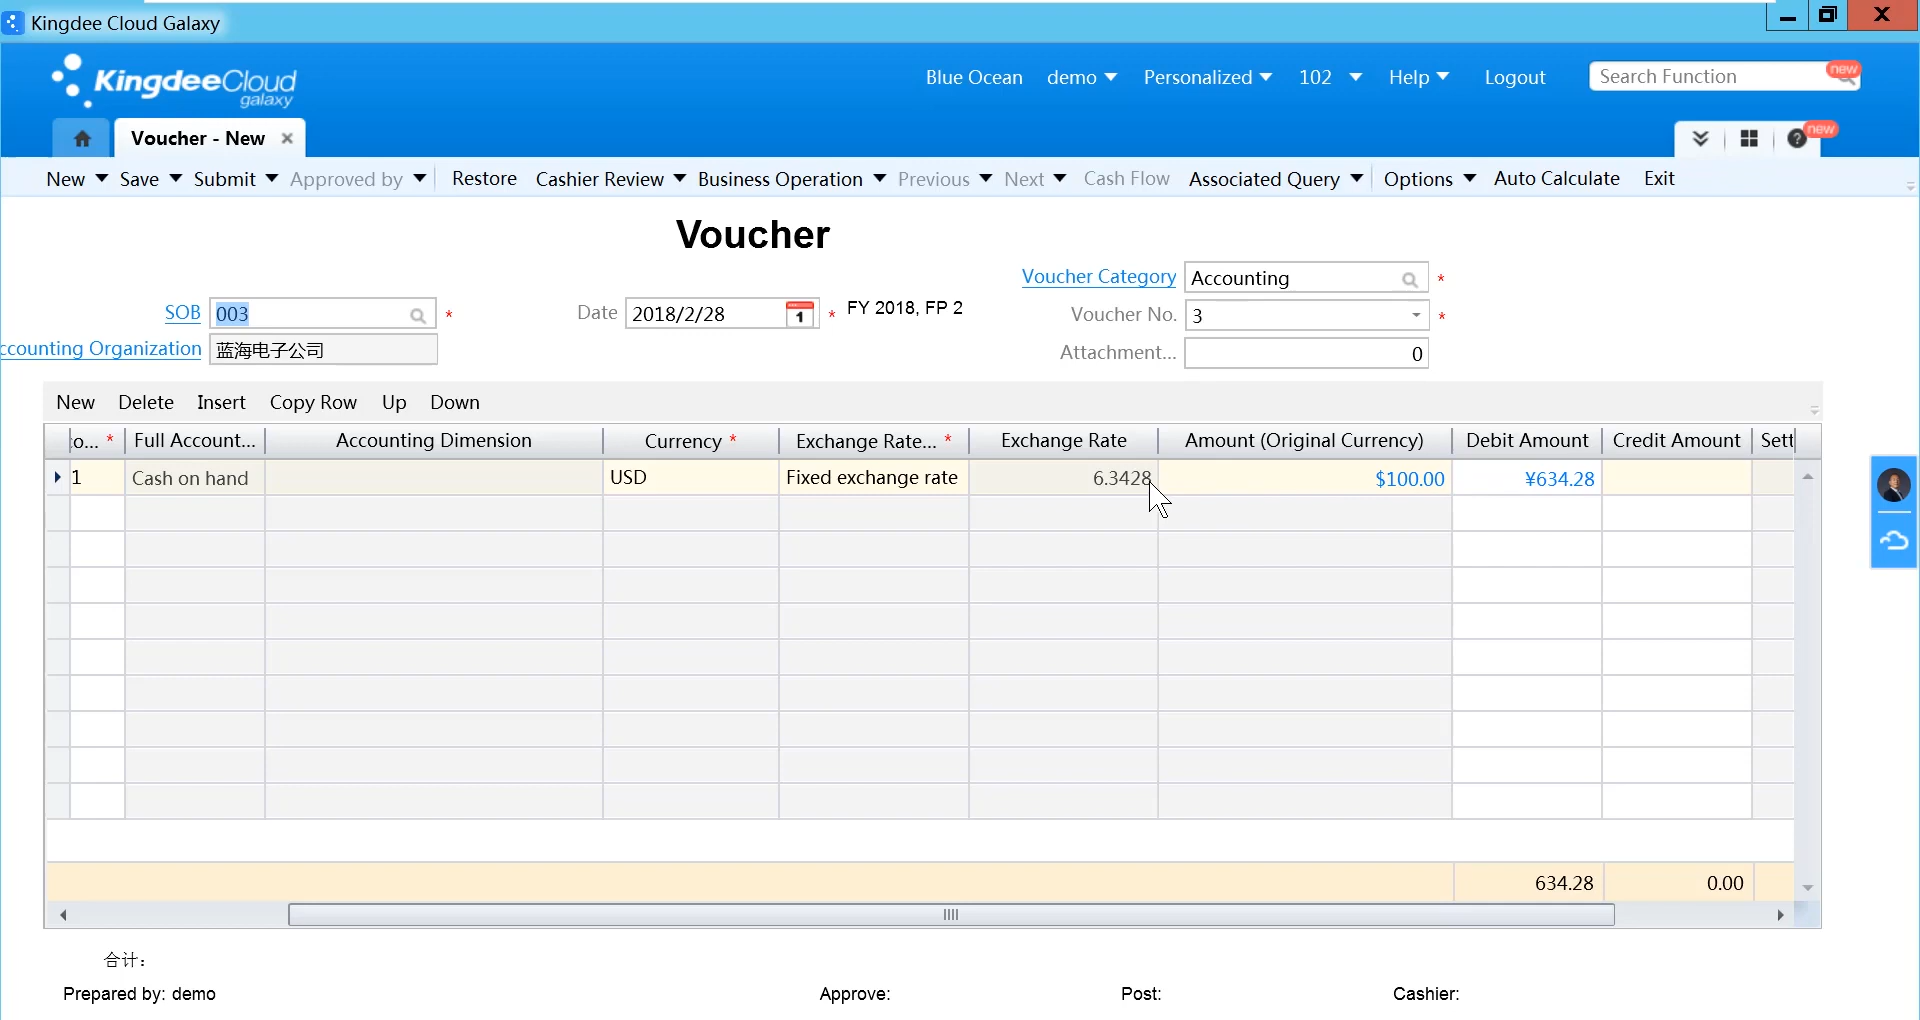 Kingdee Cloud Galaxy
KingdeeCloud
galaxy
Blue Ocean demo Personalized 102 Help Logout Search Function new
Voucher - New
new
New Save Submit Approved by Restore Cashier Review Business Operation Previous Next Cash Flow Associated Query Options Auto Calculate Exit
Voucher
Voucher Category Accounting *
SOB 003 * Date 2018/2/28 1 * FY 2018, FP 2 Voucher No. 3 *
ccounting Organization 蓝海电子公司 Attachment... 0
New Delete Insert Copy Row Up Down
o... * Full Account... Accounting Dimension Currency * Exchange Rate... * Exchange Rate Amount (Original Currency) Debit Amount Credit Amount Sett
1 Cash on hand USD Fixed exchange rate 6.3428 $100.00 ¥634.28
634.28 0.00
合计:
Prepared by: demo Approve: Post: Cashier: